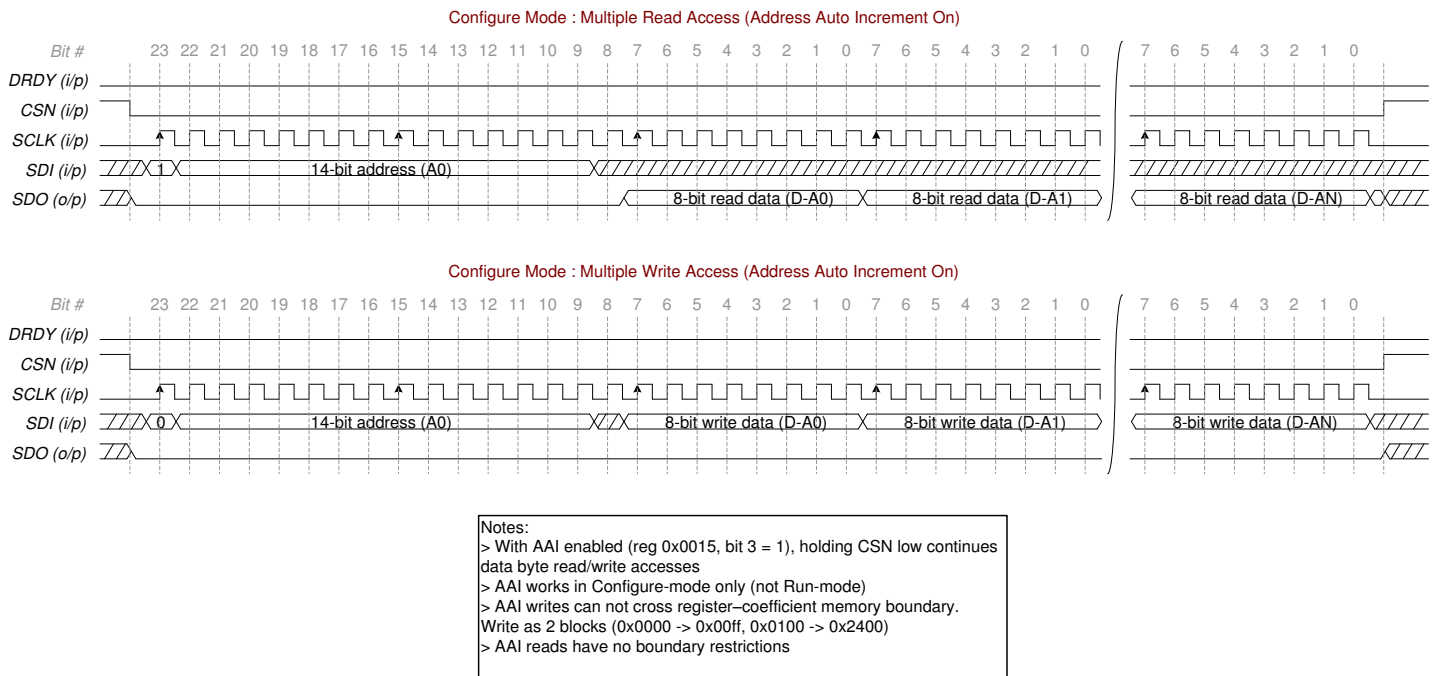 Configure Mode : Multiple Read Access (Address Auto Increment On)
Bit # 23 22 21 20 19 18 17 16 15 14 13 12 11 10 9 8 7 6 5 4 3 2 1 0 7 6 5 4 3 2 1 0 7 6 5 4 3 2 1 0
DRDY (i/p)
CSN (i/p)
SCLK (i/p)
SDI (i/p) 1 14-bit address (A0)
SDO (o/p) 8-bit read data (D-A0) 8-bit read data (D-A1) 8-bit read data (D-AN)
Configure Mode : Multiple Write Access (Address Auto Increment On)
Bit # 23 22 21 20 19 18 17 16 15 14 13 12 11 10 9 8 7 6 5 4 3 2 1 0 7 6 5 4 3 2 1 0 7 6 5 4 3 2 1 0
DRDY (i/p)
CSN (i/p)
SCLK (i/p)
SDI (i/p) 0 14-bit address (A0) 8-bit write data (D-A0) 8-bit write data (D-A1) 8-bit write data (D-AN)
SDO (o/p)
Notes:
> With AAI enabled (reg 0x0015, bit 3 = 1), holding CSN low continues
data byte read/write accesses
> AAI works in Configure-mode only (not Run-mode)
> AAI writes can not cross register–coefficient memory boundary.
Write as 2 blocks (0x0000 -> 0x00ff, 0x0100 -> 0x2400)
> AAI reads have no boundary restrictions